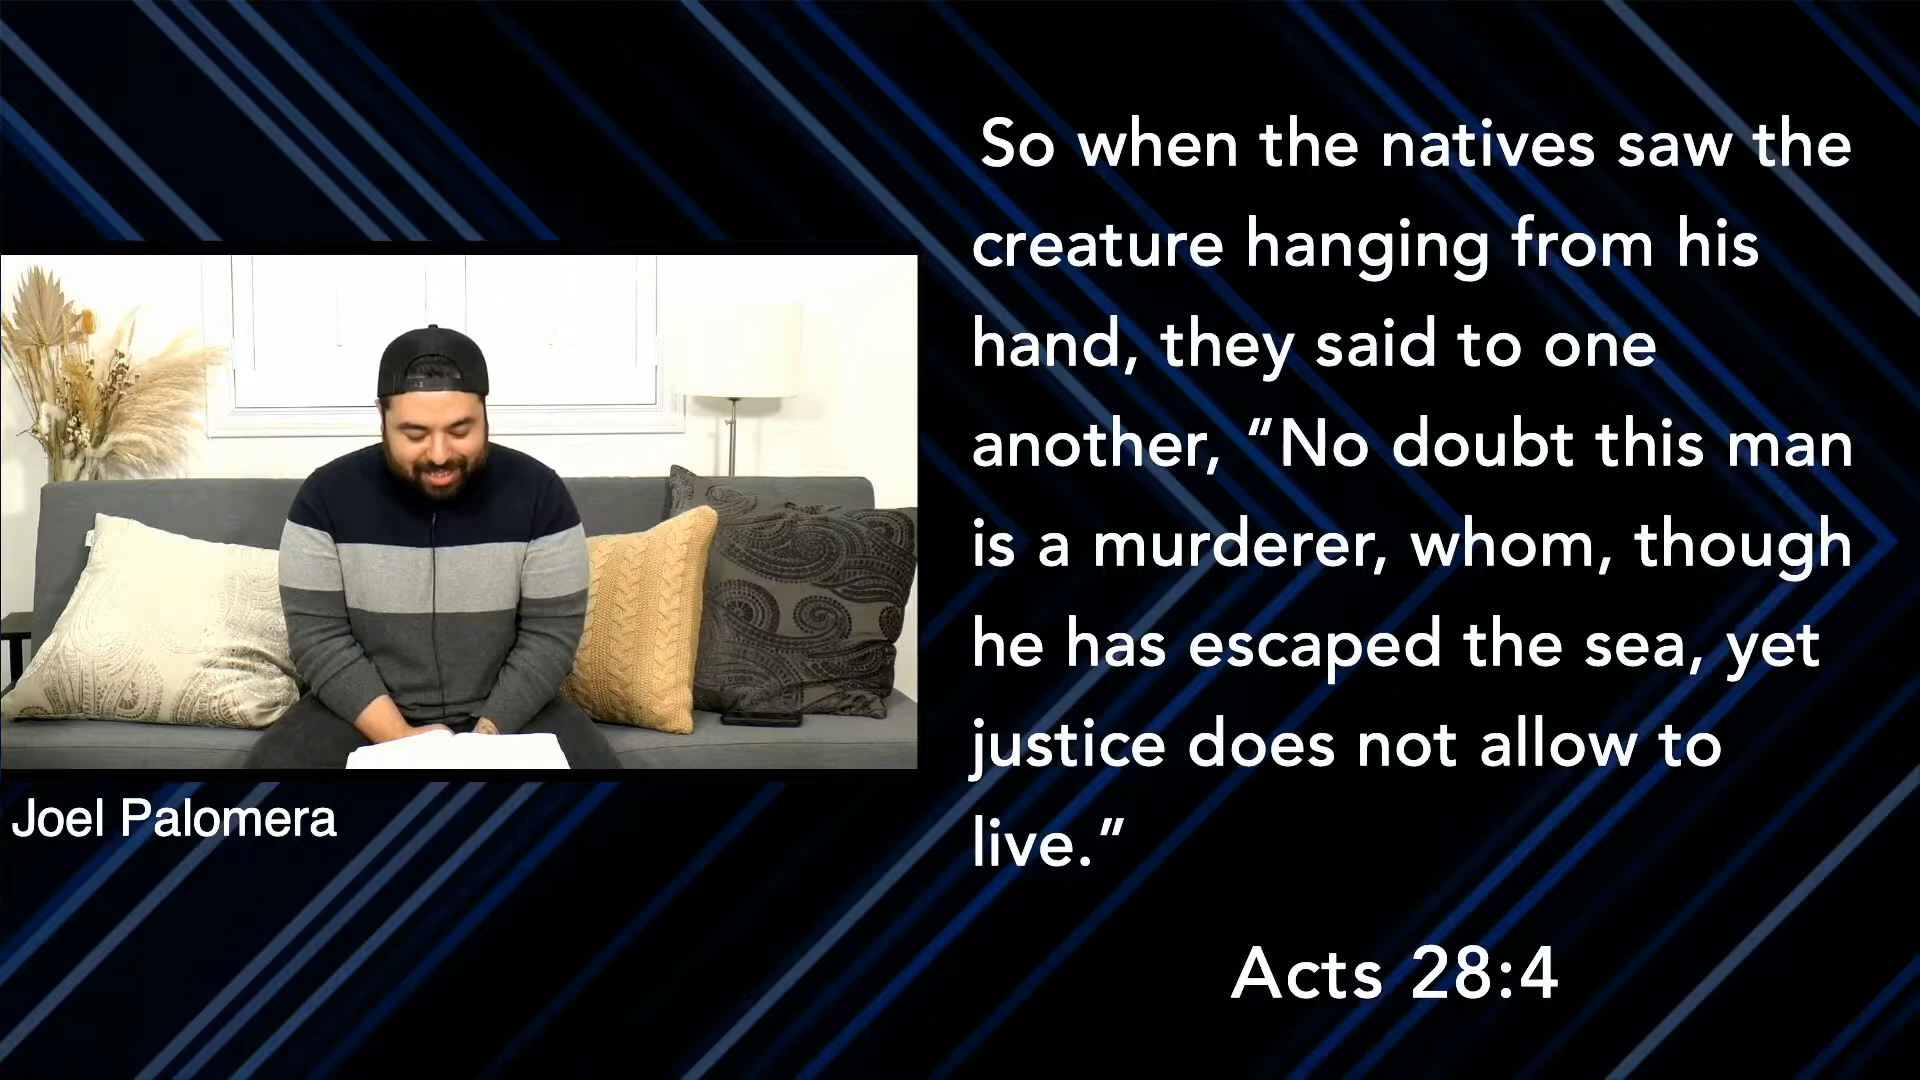 So when the natives saw the
creature hanging from his
hand, they said to one
another, “No doubt this man
is a murderer, whom, though
he has escaped the sea, yet
justice does not allow to
live.”
Acts 28:4
Joel Palomera